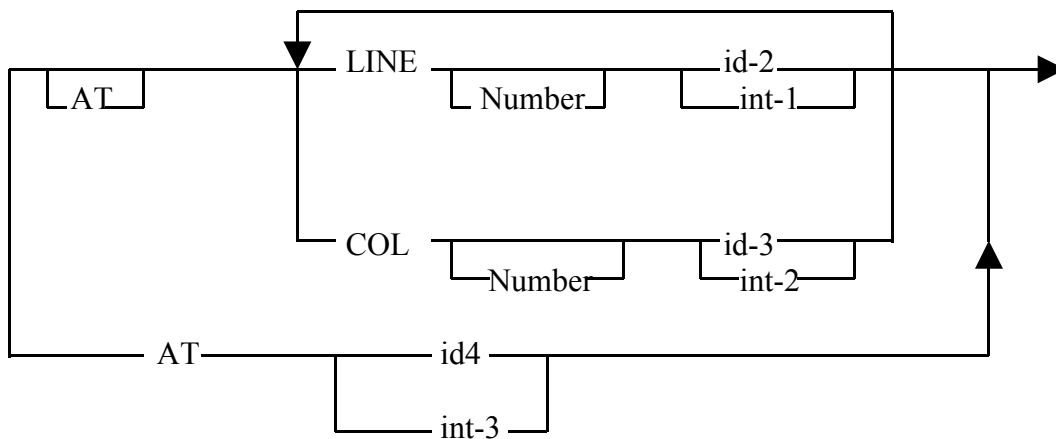 LINE id-2
AT Number int-1
COL id-3
Number int-2
AT id4
int-3